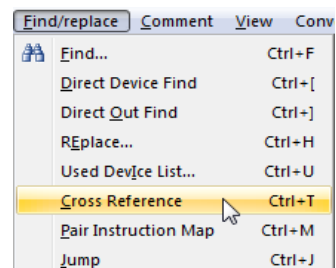 Find/replace Comment View Conv
Find... Ctrl+F
Direct Device Find Ctrl+[
Direct Out Find Ctrl+]
REplace... Ctrl+H
Used DevIce List... Ctrl+U
Cross Reference Ctrl+T
Pair Instruction Map Ctrl+M
Jump Ctrl+J